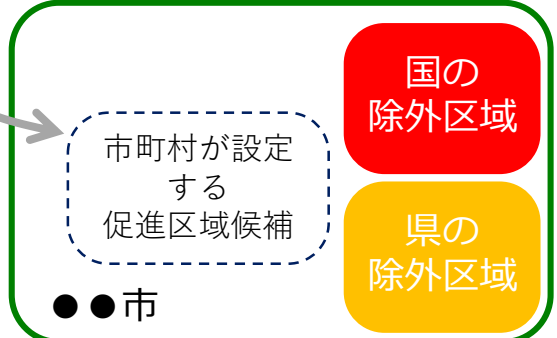 国の
除外区域
市町村が設定
する
促進区域候補
県の
除外区域
●●市